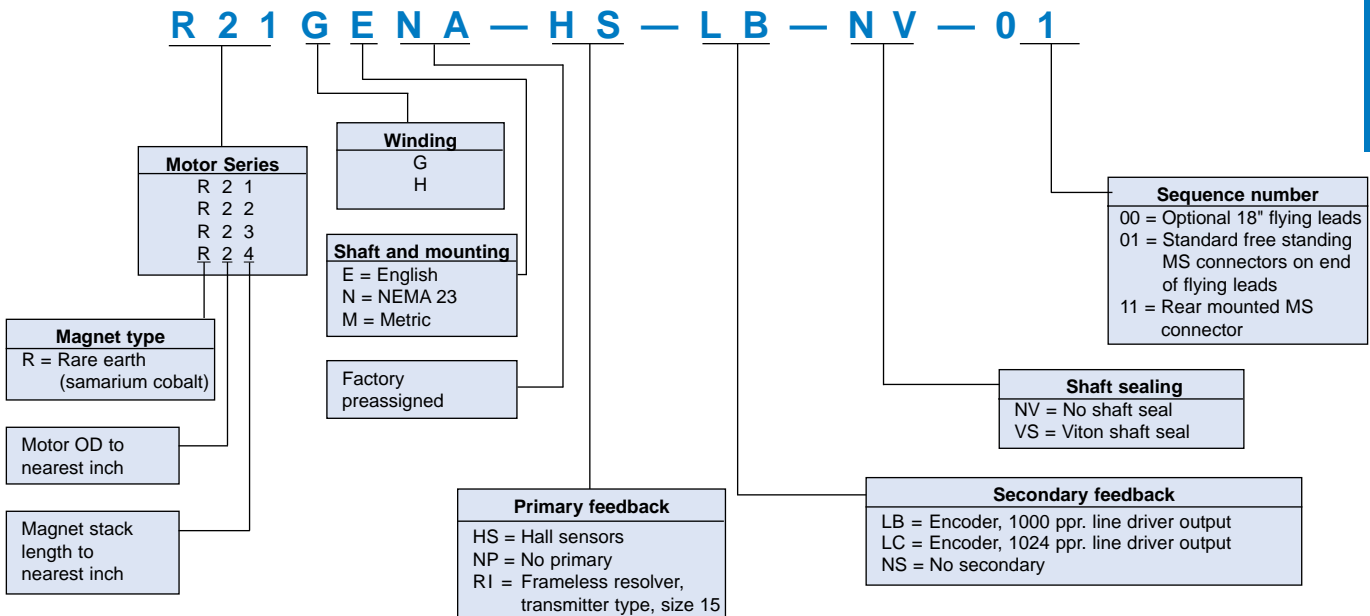 R 2 1 G E N A — H S — L B — N V — 0 1
Winding
G
H
Motor Series
R 2 1
R 2 2
R 2 3
R 2 4
Sequence number
00 = Optional 18" flying leads
01 = Standard free standing
MS connectors on end
of flying leads
11 = Rear mounted MS
connector
Shaft and mounting
E = English
N = NEMA 23
M = Metric
Magnet type
R = Rare earth
(samarium cobalt)
Factory
preassigned
Shaft sealing
NV = No shaft seal
VS = Viton shaft seal
Motor OD to
nearest inch
Primary feedback
HS = Hall sensors
NP = No primary
RI = Frameless resolver,
transmitter type, size 15
Secondary feedback
LB = Encoder, 1000 ppr. line driver output
LC = Encoder, 1024 ppr. line driver output
NS = No secondary
Magnet stack
length to
nearest inch